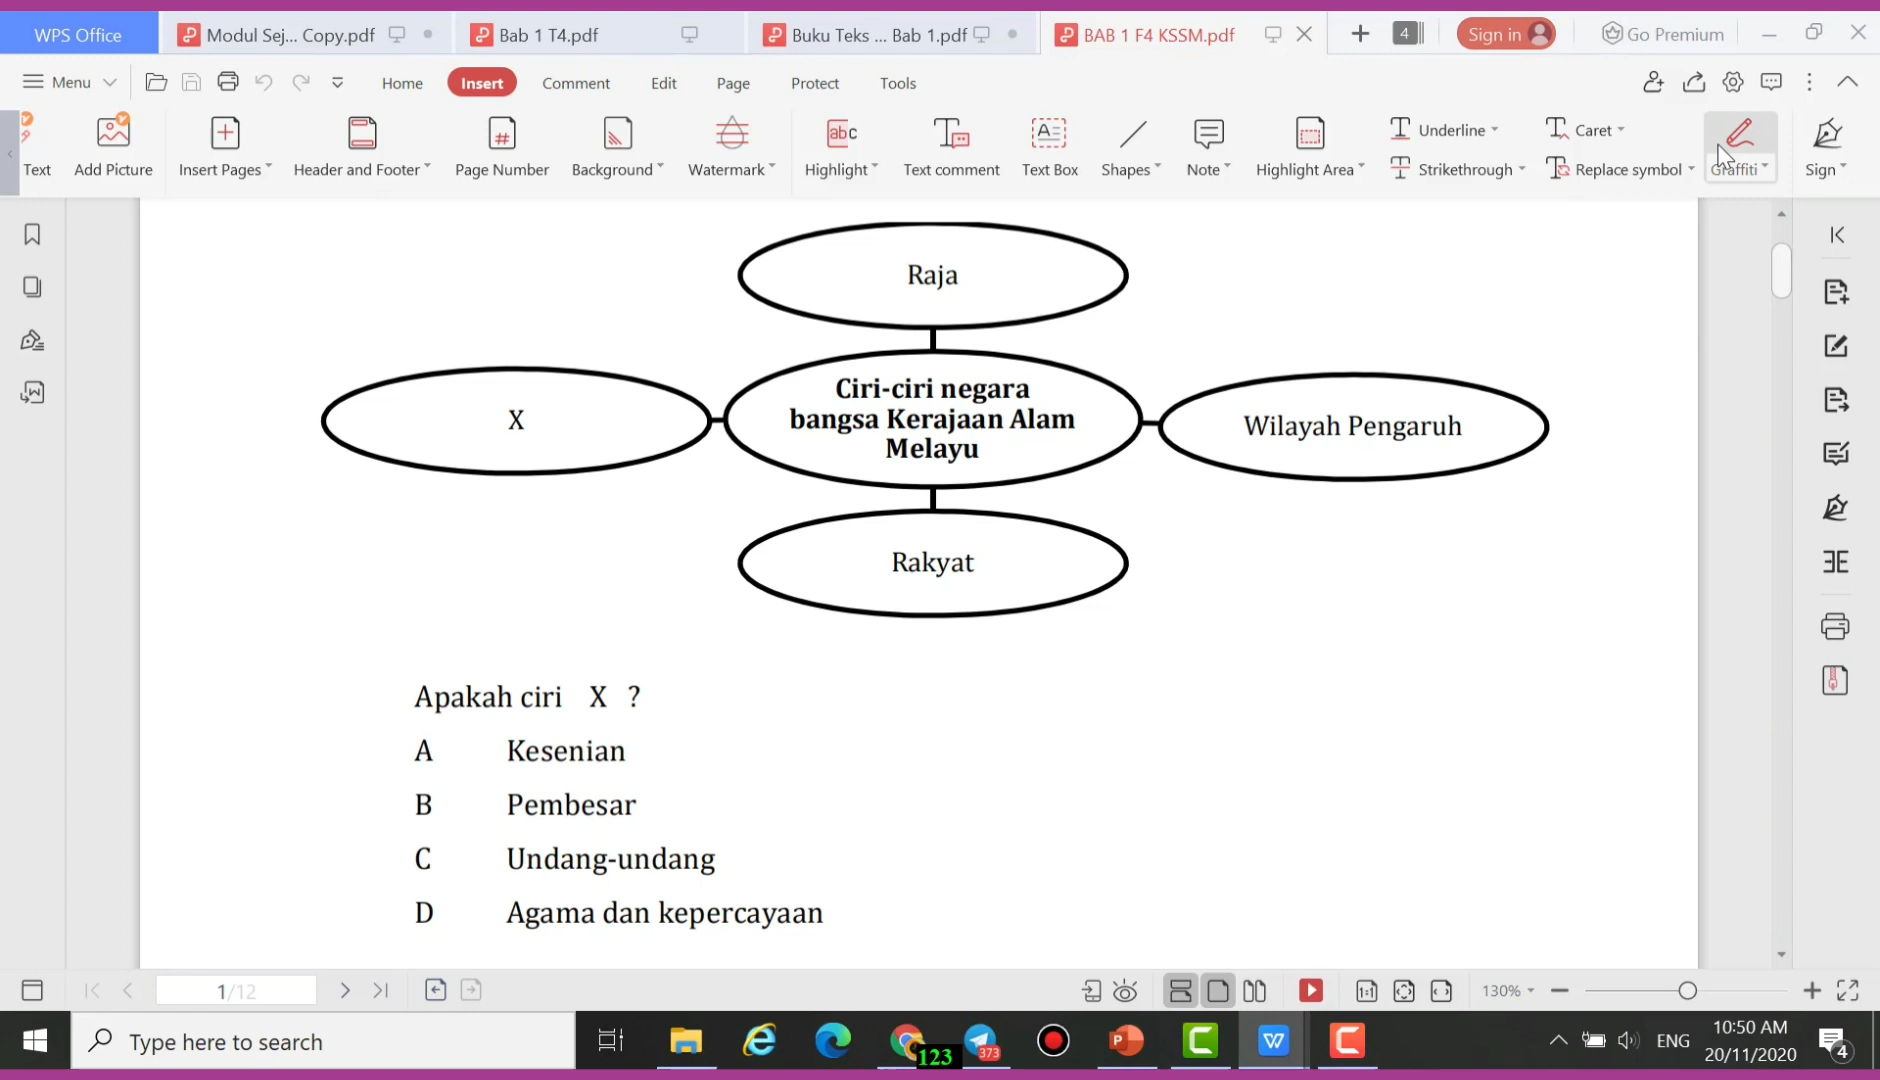 WPS Office
Modul Sej... Copy.pdf
Bab 1 T4.pdf
Buku Teks ... Bab 1.pdf
BAB 1 F4 KSSM.pdf
4
Sign in
Go Premium
Menu
Home
Insert
Comment
Edit
Page
Protect
Tools
Text
Add Picture
Insert Pages
Header and Footer
Page Number
Background
Watermark
Highlight
Text comment
Text Box
Shapes
Note
Highlight Area
Underline
Strikethrough
Caret
Replace symbol
Graffiti
Sign
Raja
X
Ciri-ciri negara
bangsa Kerajaan Alam
Melayu
Wilayah Pengaruh
Rakyat
Apakah ciri X ?
A Kesenian
B Pembesar
C Undang-undang
D Agama dan kepercayaan
1/12
130%
Type here to search
123
373
ENG
10:50 AM
20/11/2020
4